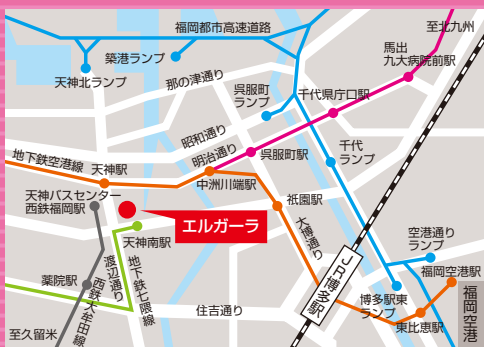 福岡都市高速道路
至北九州
築港ランプ
馬出
九大病院前駅
天神北ランプ
那の津通り
呉服町
ランプ
千代県庁口駅
昭和通り
千代
ランプ
明治通り
呉服町駅
地下鉄空港線
天神駅
中洲川端駅
天神バスセンター
西鉄福岡駅
祇園駅
エルガーラ
大博通り
天神南駅
空港通り
ランプ
JR博多駅
福岡空港駅
薬院駅
渡辺通り
地下鉄七隈線
西鉄大牟田線
住吉通り
博多駅東
ランプ
東比恵駅
福岡空港
至久留米